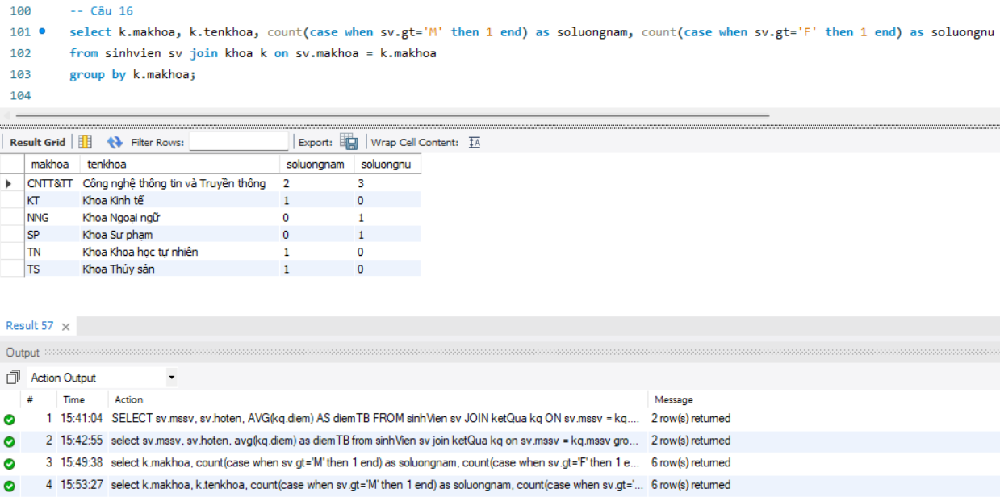 100 -- Câu 16
101 select k.makhoa, k.tenkhoa, count(case when sv.gt='M' then 1 end) as soluongnam, count(case when sv.gt='F' then 1 end) as soluongnu
102 from sinhvien sv join khoa k on sv.makhoa = k.makhoa
103 group by k.makhoa;
104
Result Grid Filter Rows: Export: Wrap Cell Content:
makhoa tenkhoa soluongnam soluongnu
CNTT&TT Công nghệ thông tin và Truyền thông 2 3
KT Khoa Kinh tế 1 0
NNG Khoa Ngoại ngữ 0 1
SP Khoa Sư phạm 0 1
TN Khoa Khoa học tự nhiên 1 0
TS Khoa Thủy sản 1 0
Result 57
Output
Action Output
# Time Action Message
1 15:41:04 SELECT sv.mssv, sv.hoten, AVG(kq.diem) AS diemTB FROM sinhVien sv JOIN ketQua kq ON sv.mssv = kq.... 2 row(s) returned
2 15:42:55 select sv.mssv, sv.hoten, avg(kq.diem) as diemTB from sinhVien sv join ketQua kq on sv.mssv = kq.mssv gro... 2 row(s) returned
3 15:49:38 select k.makhoa, count(case when sv.gt='M' then 1 end) as soluongnam, count(case when sv.gt='F' then 1 e... 6 row(s) returned
4 15:53:27 select k.makhoa, k.tenkhoa, count(case when sv.gt='M' then 1 end) as soluongnam, count(case when sv.gt='... 6 row(s) returned